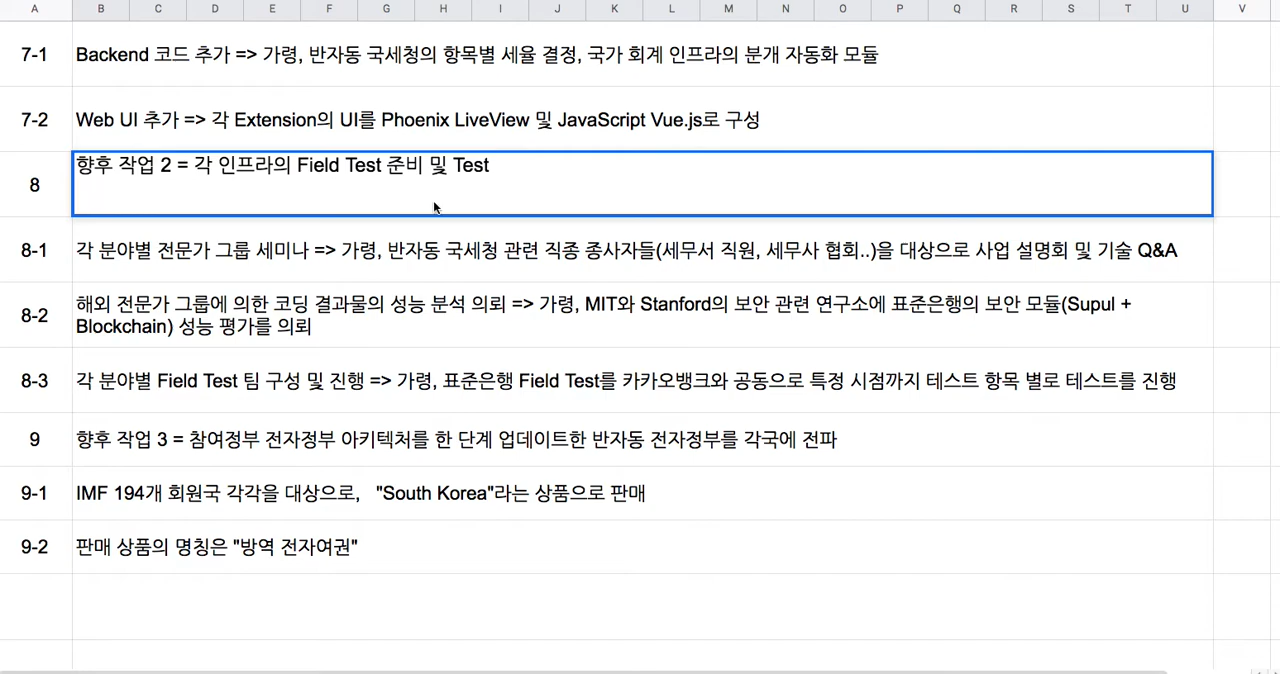 A B C D E F G H I J K L M N O P Q R S T U V
7-1 Backend 코드 추가 => 가령, 반자동 국세청의 항목별 세율 결정, 국가 회계 인프라의 분개 자동화 모듈
7-2 Web UI 추가 => 각 Extension의 UI를 Phoenix LiveView 및 JavaScript Vue.js로 구성
8 향후 작업 2 = 각 인프라의 Field Test 준비 및 Test
8-1 각 분야별 전문가 그룹 세미나 => 가령, 반자동 국세청 관련 직종 종사자들(세무서 직원, 세무사 협회..)을 대상으로 사업 설명회 및 기술 Q&A
8-2 해외 전문가 그룹에 의한 코딩 결과물의 성능 분석 의뢰 => 가령, MIT와 Stanford의 보안 관련 연구소에 표준은행의 보안 모듈(Supul +
Blockchain) 성능 평가를 의뢰
8-3 각 분야별 Field Test 팀 구성 및 진행 => 가령, 표준은행 Field Test를 카카오뱅크와 공동으로 특정 시점까지 테스트 항목 별로 테스트를 진행
9 향후 작업 3 = 참여정부 전자정부 아키텍처를 한 단계 업데이트한 반자동 전자정부를 각국에 전파
9-1 IMF 194개 회원국 각각을 대상으로, "South Korea"라는 상품으로 판매
9-2 판매 상품의 명칭은 "방역 전자여권"